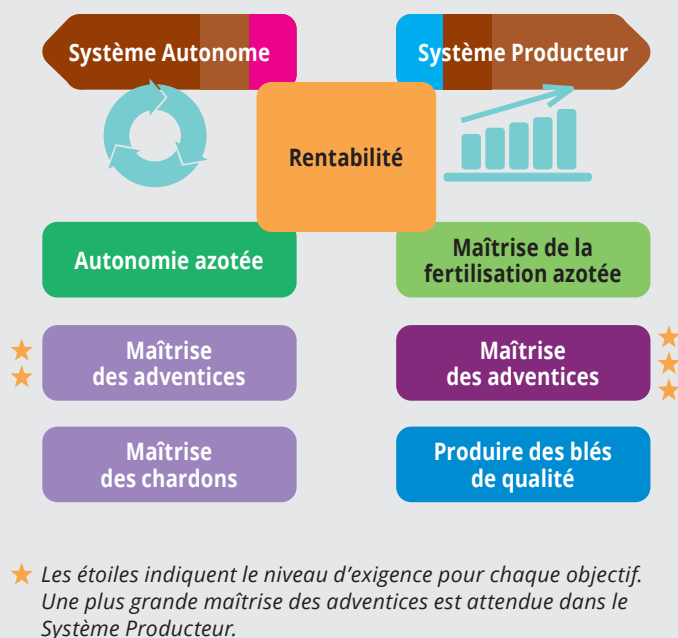 Système Autonome
Système Producteur
Rentabilité
Autonomie azotée
Maîtrise de la
fertilisation azotée
Maîtrise
des adventices
Maîtrise
des adventices
Maîtrise
des chardons
Produire des blés
de qualité
Les étoiles indiquent le niveau d’exigence pour chaque objectif.
Une plus grande maîtrise des adventices est attendue dans le
Système Producteur.